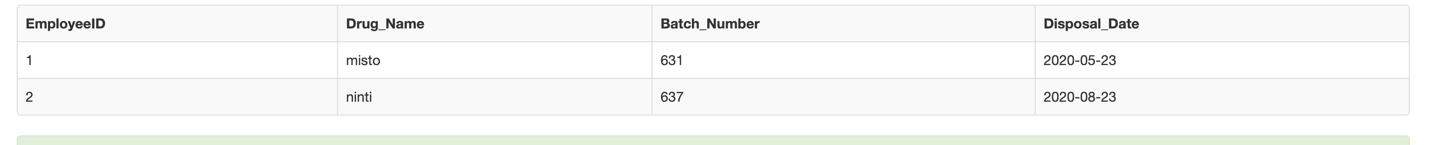 EmployeeID Drug_Name Batch_Number Disposal_Date
1 misto 631 2020-05-23
2 ninti 637 2020-08-23